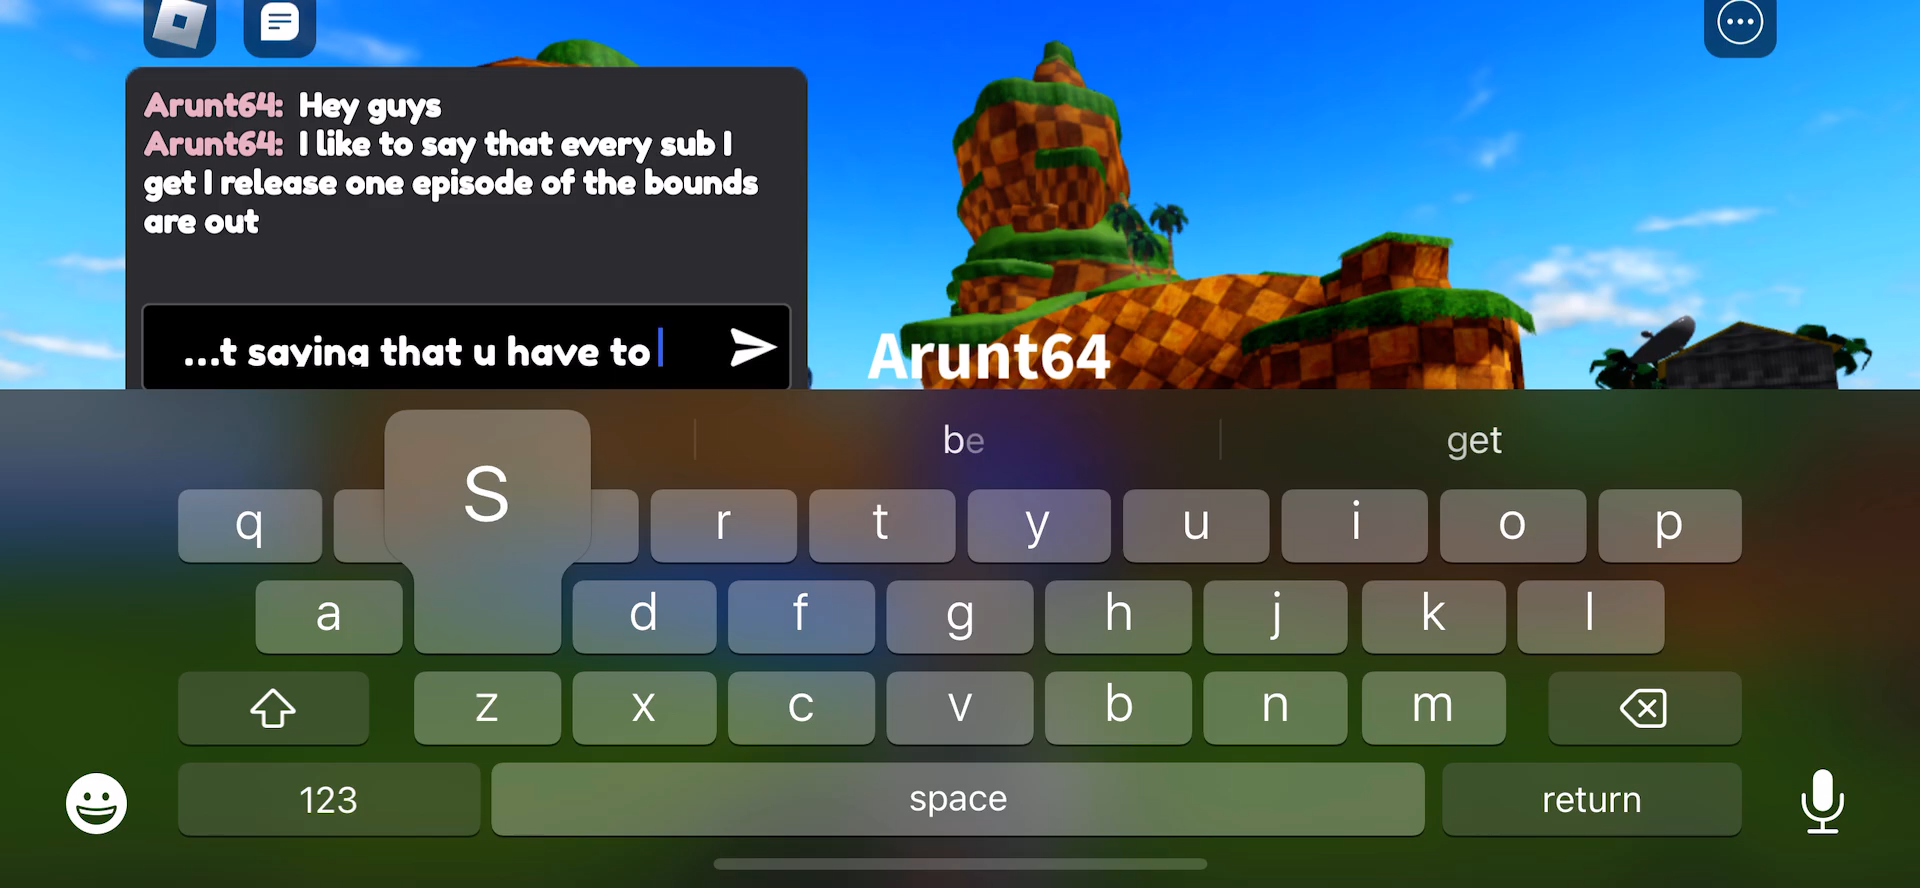 Arunt64: Hey guys
Arunt64: I like to say that every sub I
get I release one episode of the bounds
are out
...t saying that u have to
Arunt64
be
get
S
q
r
t
y
u
i
o
p
a
d
f
g
h
j
k
l
z
x
c
v
b
n
m
123
space
return